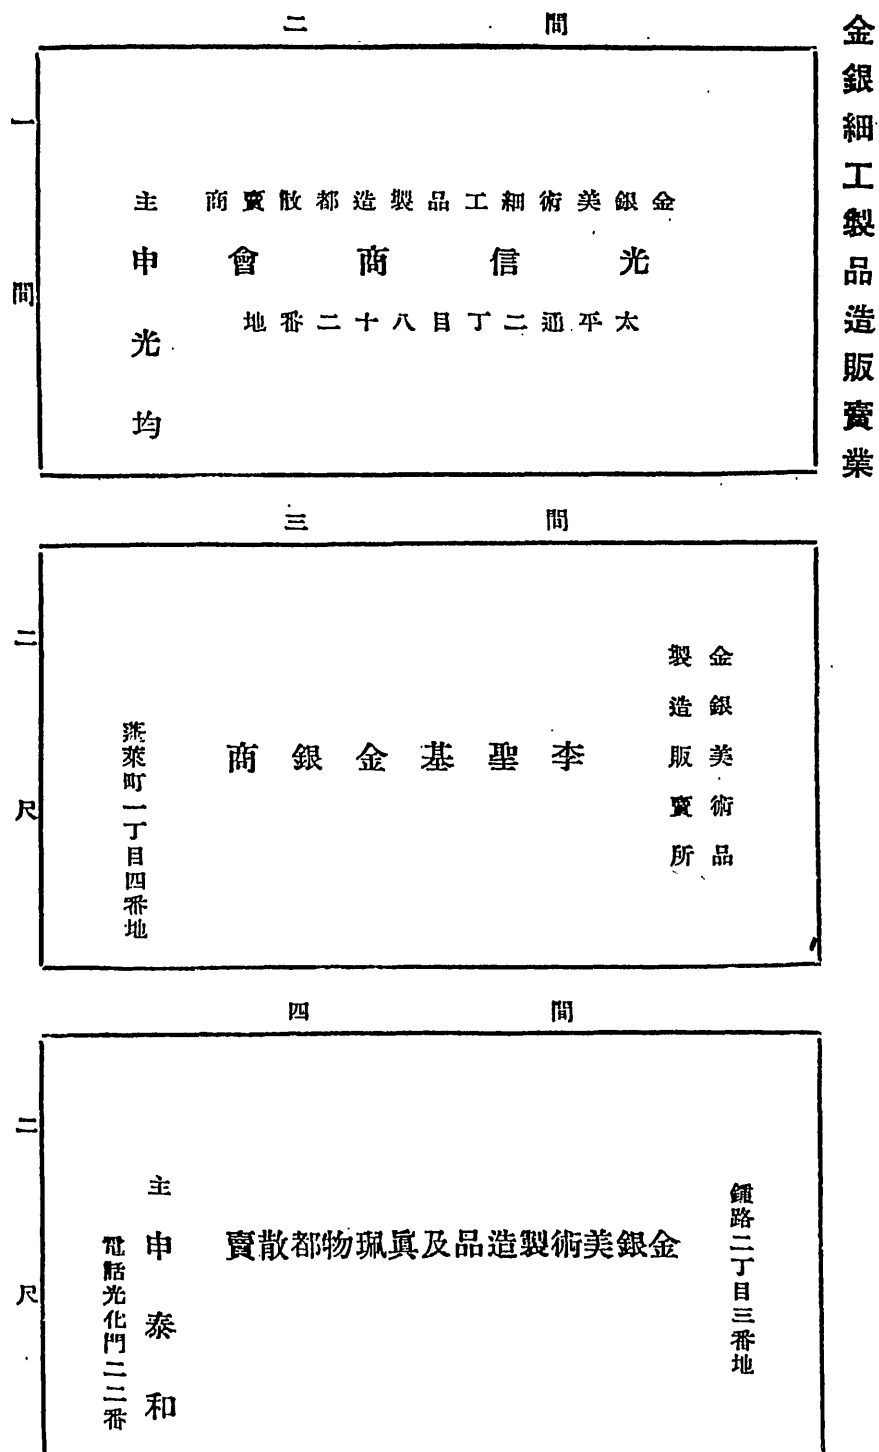 金銀細工製品造販賣業
二間
一間
金銀美術細工品製造都散賣商
光信商會
太平通二丁目八十二番地
主 申光均
三間
二尺
金銀美術品
製造販賣所
李聖基金銀商
蓬萊町一丁目四番地
四間
二尺
鍾路二丁目三番地
金銀美術製造品及眞珮物都散賣
主 申泰和
電話光化門二二番